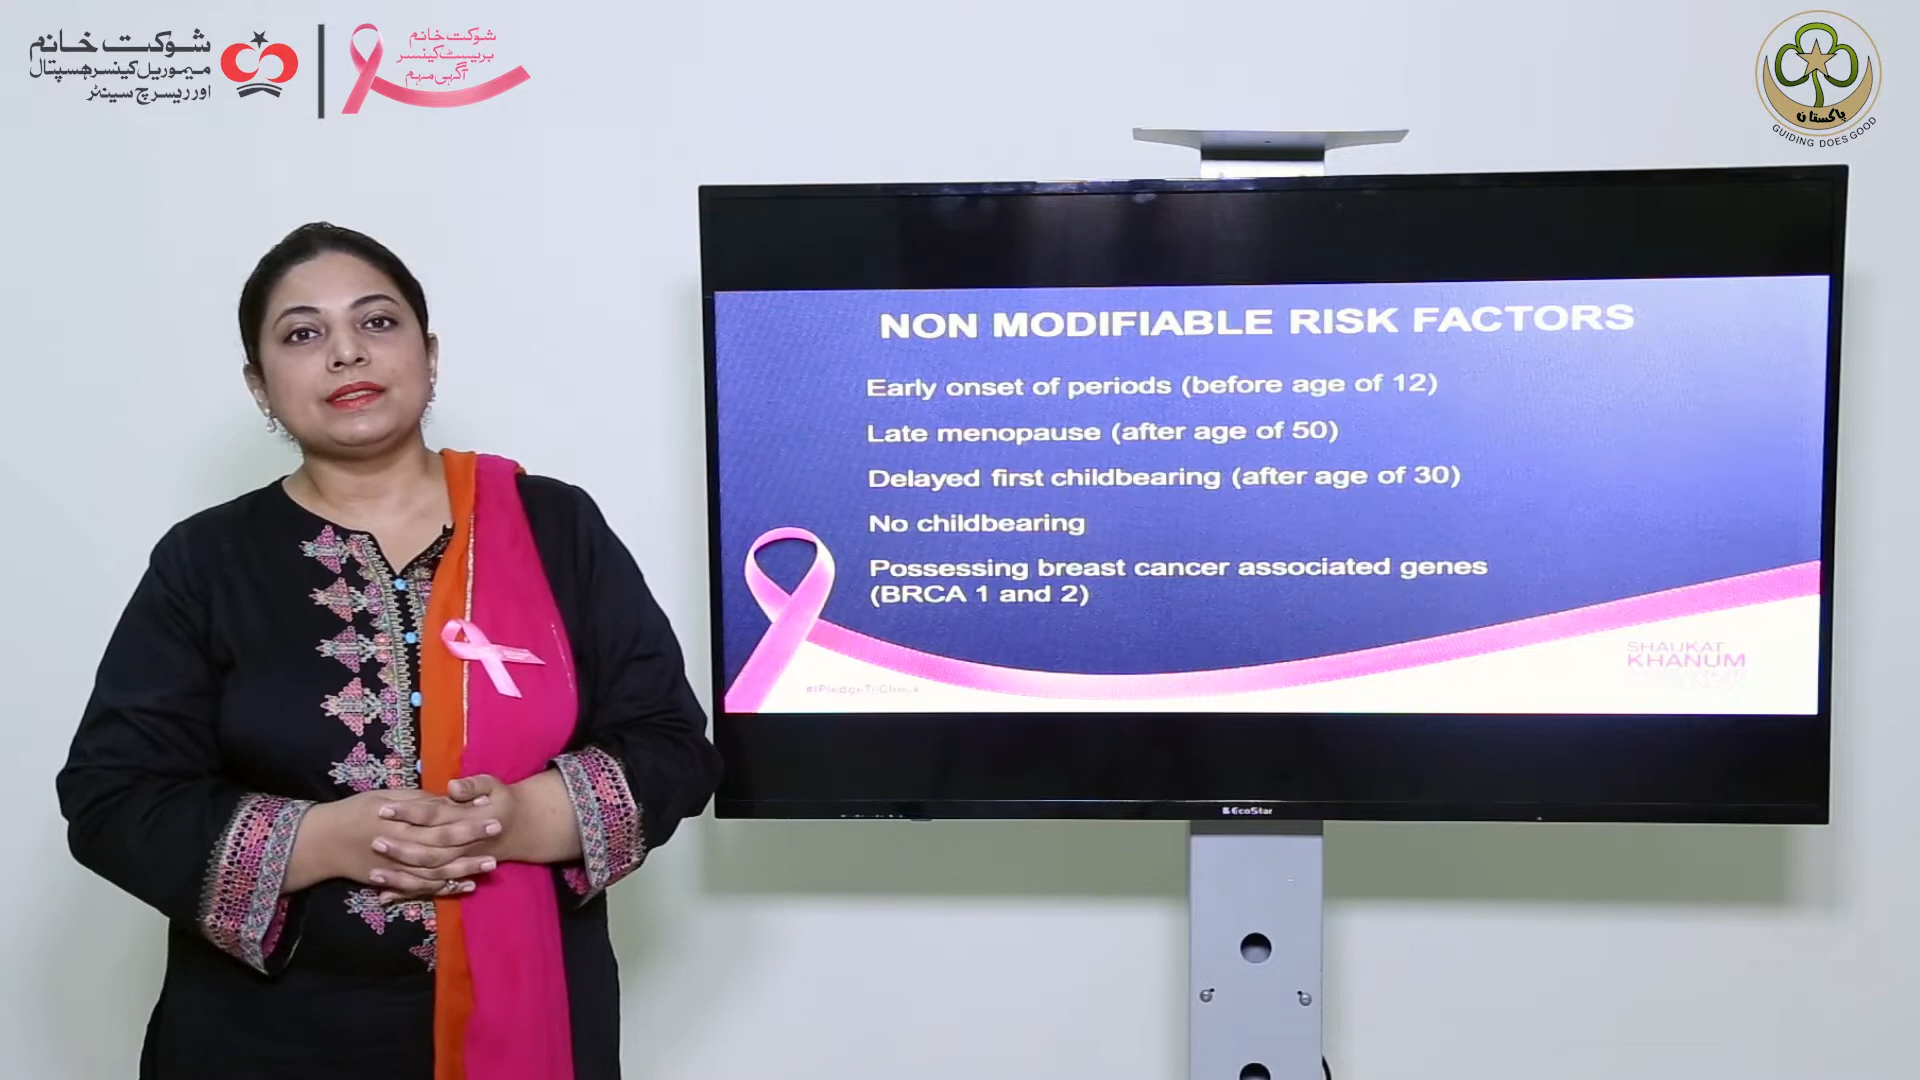 شوکت خانم
میموریل کینسر ہسپتال
اور ریسرچ سینٹر
شوکت خانم
بریسٹ کینسر
آگہی مہم
پاکستان
GUIDING DOES GOOD
NON MODIFIABLE RISK FACTORS
Early onset of periods (before age of 12)
Late menopause (after age of 50)
Delayed first childbearing (after age of 30)
No childbearing
Possessing breast cancer associated genes
(BRCA 1 and 2)
#IPledgeToCheck
SHAUKAT
KHANUM
EcoStar